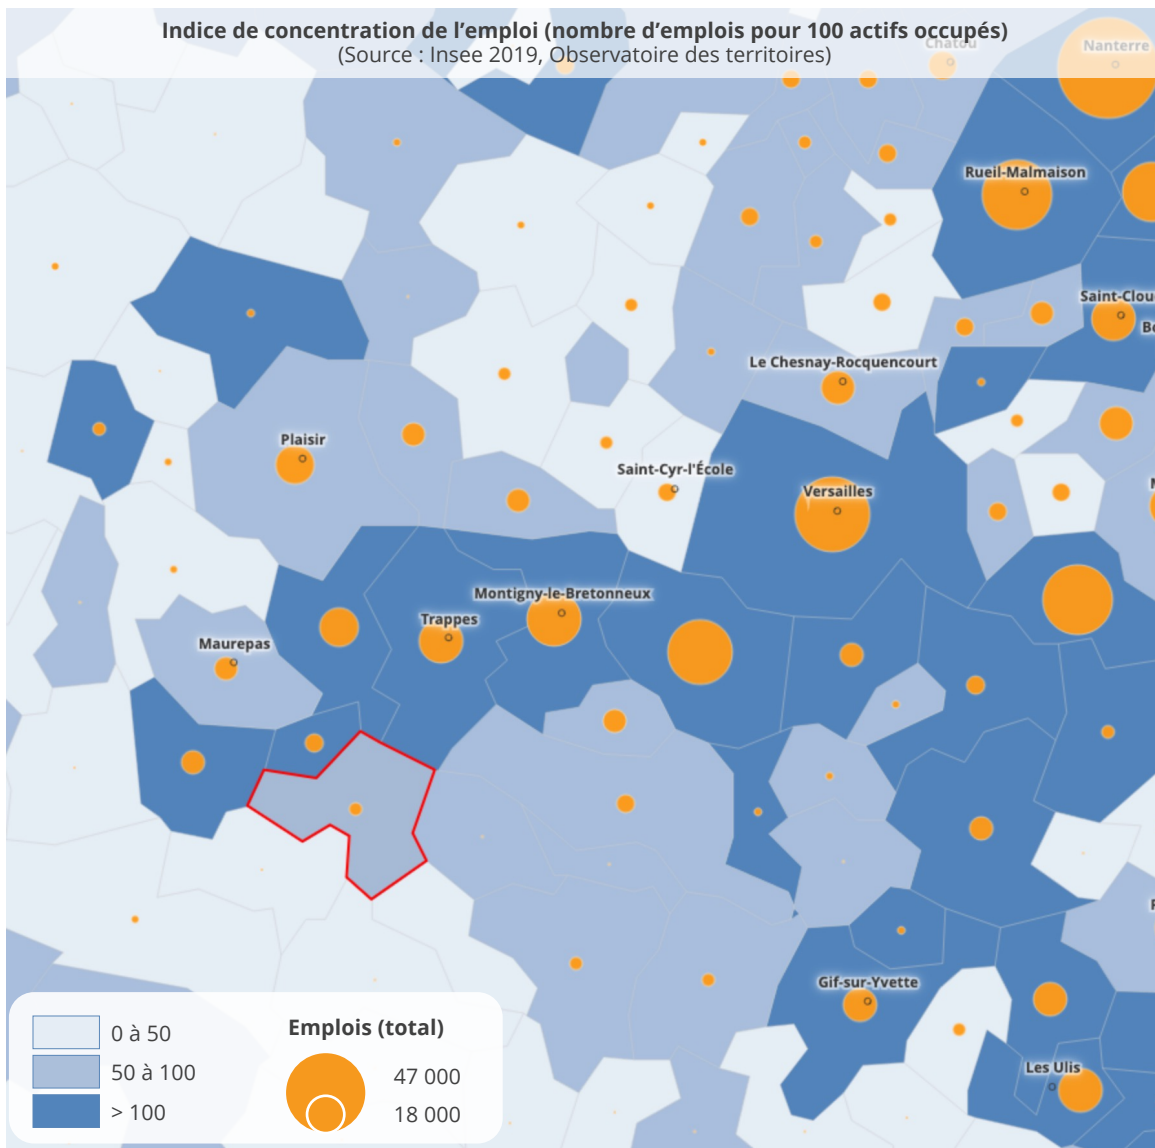 Indice de concentration de l’emploi (nombre d’emplois pour 100 actifs occupés)
(Source : Insee 2019, Observatoire des territoires)
Chatou
Nanterre
Rueil-Malmaison
Saint-Clou
Le Chesnay-Rocquencourt
Plaisir
Saint-Cyr-l'École
Versailles
Montigny-le-Bretonneux
Trappes
Maurepas
Gif-sur-Yvette
Les Ulis
Emplois (total)
0 à 50
50 à 100
> 100
47 000
18 000